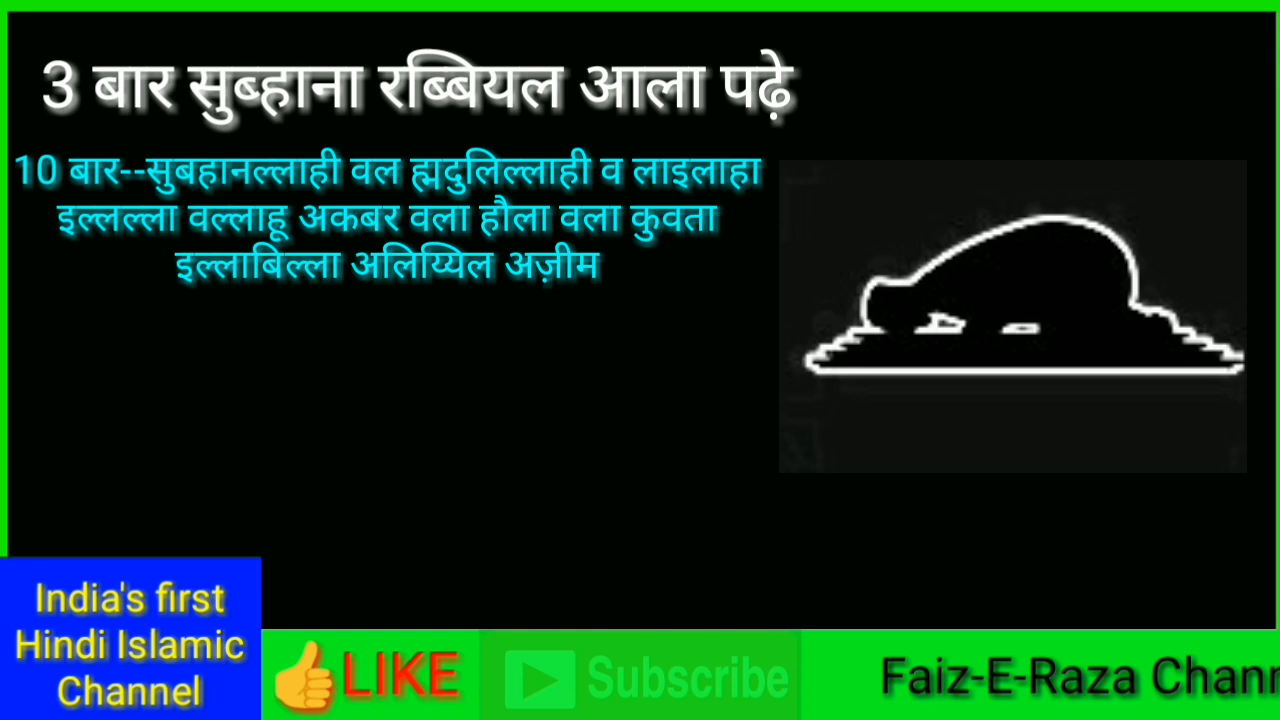 3 बार सुब्हाना रब्बियल आला पढ़े
10 बार--सुबहानल्लाही वल ह्मदुलिल्लाही व लाइलाहा
इल्लल्ला वल्लाहू अकबर वला हौला वला कुवता
इल्लाबिल्ला अलिय्यिल अज़ीम
India's first
Hindi Islamic
Channel
LIKE
Subscribe
Faiz-E-Raza Chann